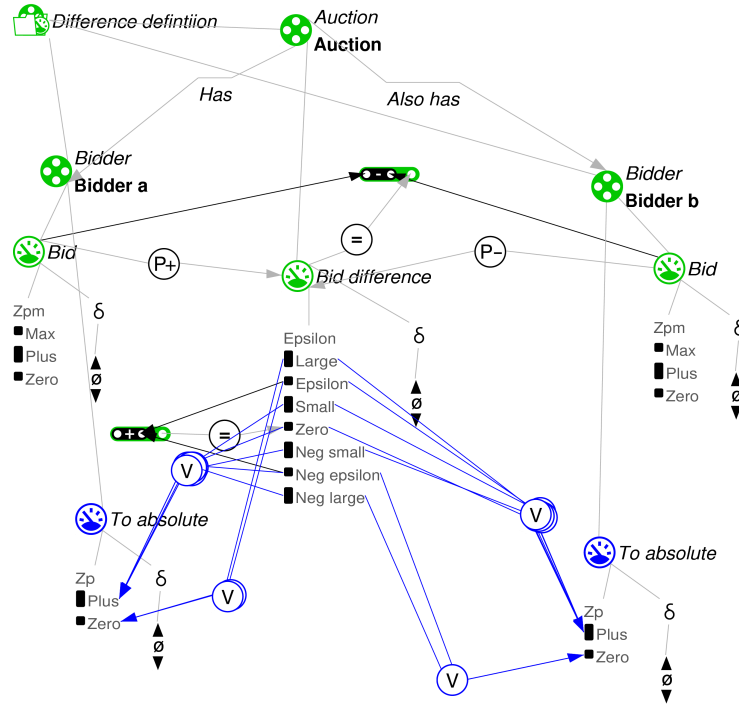 Difference defintiion
Auction
Auction
Has
Also has
Bidder
Bidder a
-
Bidder
Bidder b
Bid
P+
=
Bid difference
P−
Bid
Zpm
Max
Plus
Zero
δ
ø
Epsilon
Large
Epsilon
Small
Zero
Neg small
Neg epsilon
Neg large
δ
ø
Zpm
Max
Plus
Zero
δ
ø
+
=
V
V
V
V
To absolute
Zp
Plus
Zero
δ
ø
To absolute
Zp
Plus
Zero
δ
ø